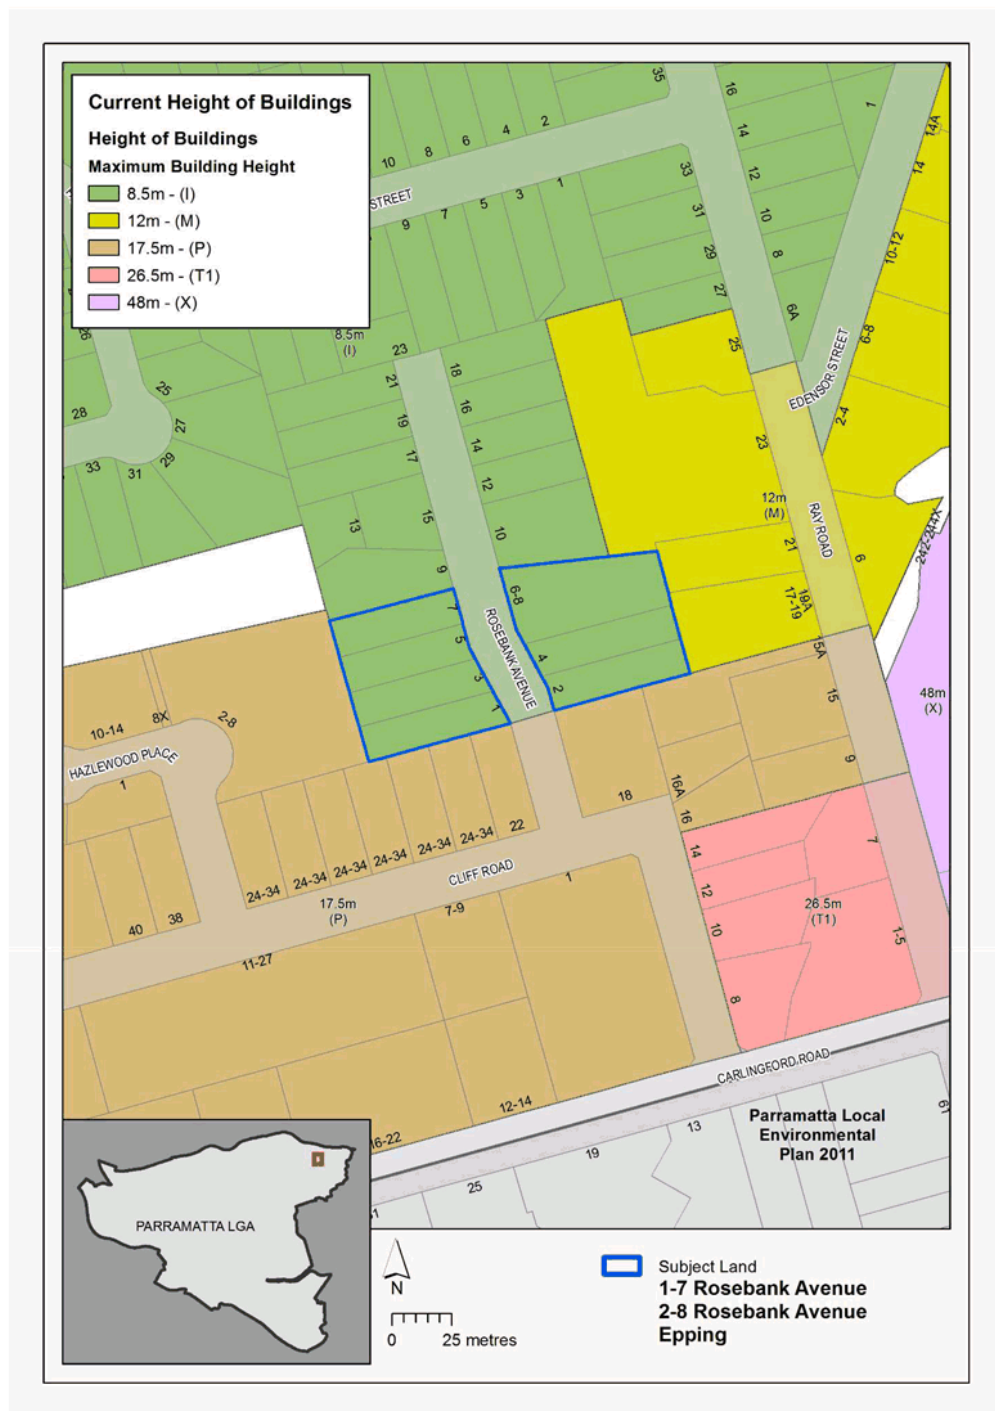 Current Height of Buildings
Height of Buildings
Maximum Building Height
8.5m - (I)
12m - (M)
17.5m - (P)
26.5m - (T1)
48m - (X)
35
16
1
14A
14
10 8 6 4 2
14
STREET
9 7 5 3 1
33
12
31
10
10-12
29
8
27
6A
6-8
26
8.5m
(I)
23
25
EDENSOR STREET
21
18
25
28
19
16
2-4
27
17
14
23
33
31
29
12
12m
(M)
RAY ROAD
13
15
10
21
242-244X
9
6-8
6
19A
17-19
7
ROSEBANK AVENUE
5
4
15A
3
2
15
48m
(X)
1
10-14
8X
2-8
HAZLEWOOD PLACE
1
9
16A
18
16
22
7
14
24-34 24-34 24-34 24-34 24-34 24-34
CLIFF ROAD
1
12
17.5m
(P)
7-9
26.5m
(T1)
40
38
10
1-5
11-27
8
CARLINGFORD ROAD
12-14
61
Parramatta Local
Environmental
Plan 2011
16-22
13
19
25
PARRAMATTA LGA
N
0 25 metres
Subject Land
1-7 Rosebank Avenue
2-8 Rosebank Avenue
Epping